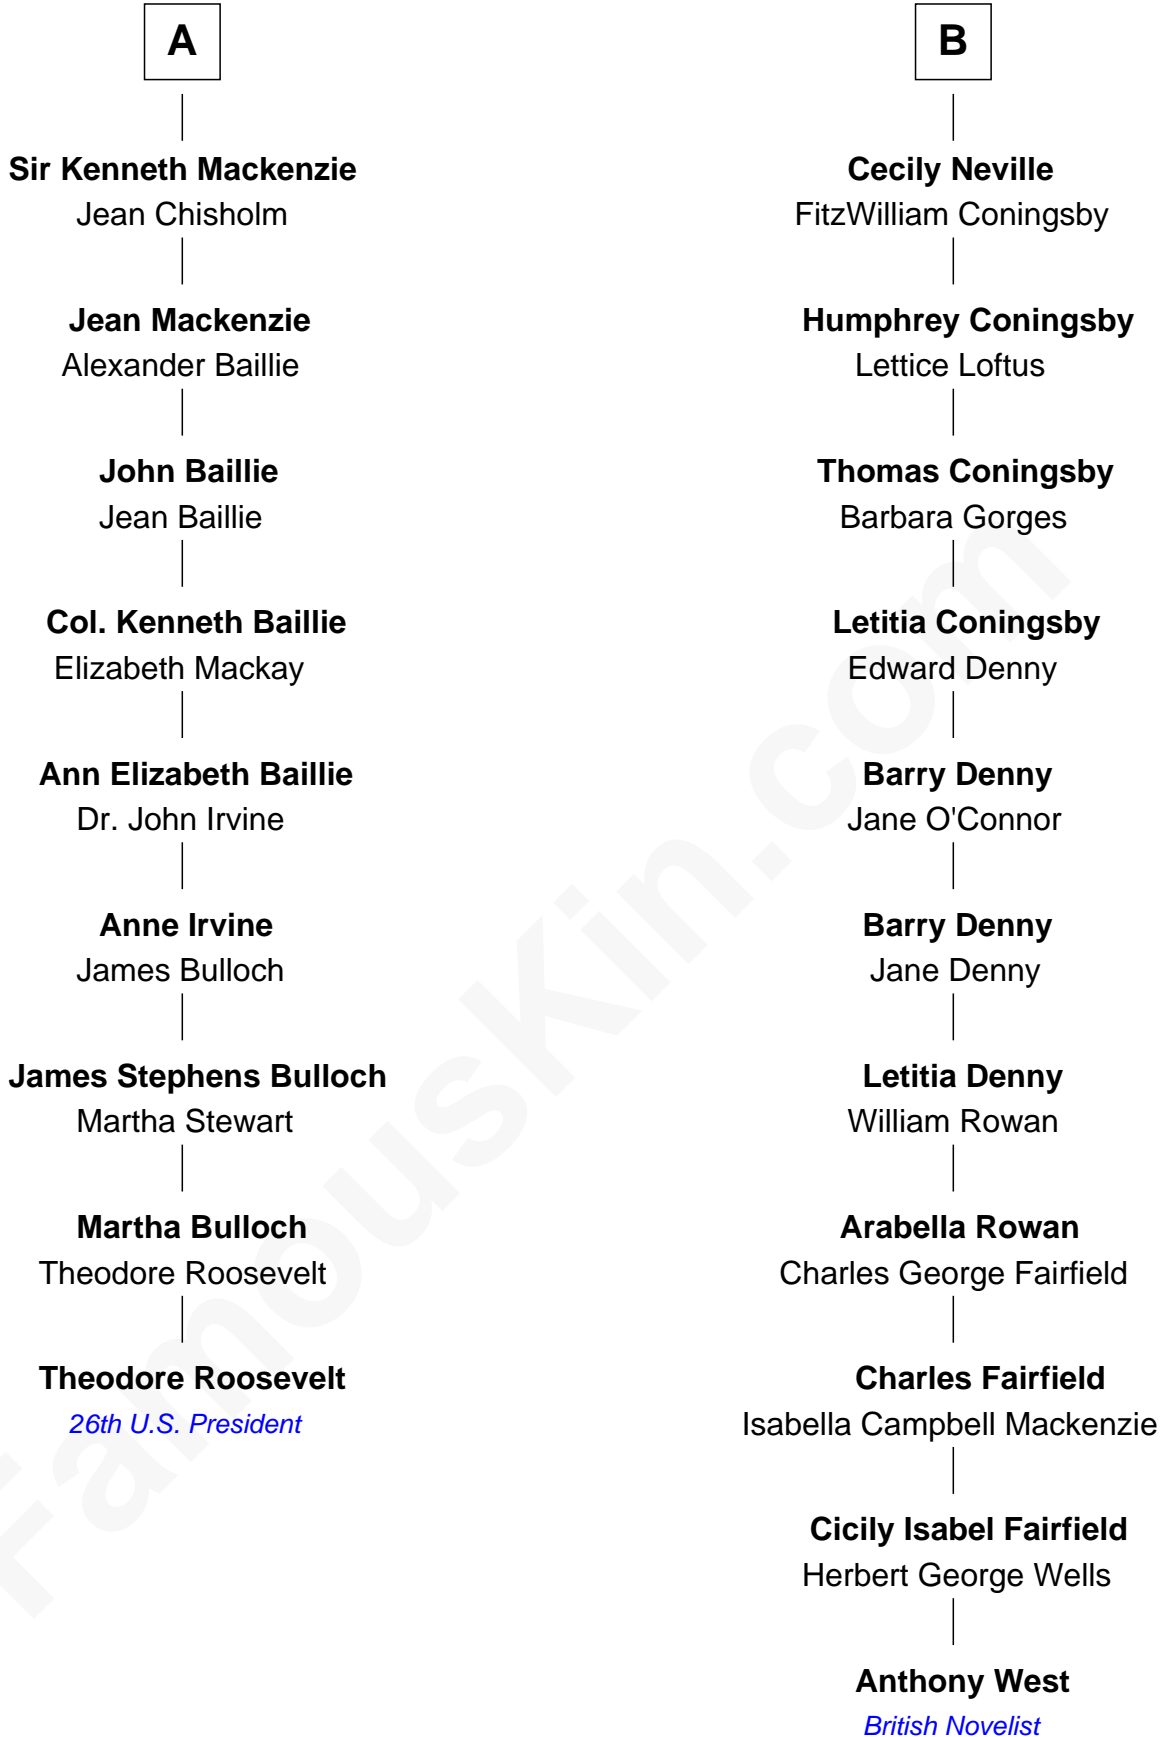 A
Sir Kenneth Mackenzie
Jean Chisholm
Jean Mackenzie
Alexander Baillie
John Baillie
Jean Baillie
Col. Kenneth Baillie
Elizabeth Mackay
Ann Elizabeth Baillie
Dr. John Irvine
Anne Irvine
James Bulloch
James Stephens Bulloch
Martha Stewart
Martha Bulloch
Theodore Roosevelt
Theodore Roosevelt
26th U.S. President
B
Cecily Neville
FitzWilliam Coningsby
Humphrey Coningsby
Lettice Loftus
Thomas Coningsby
Barbara Gorges
Letitia Coningsby
Edward Denny
Barry Denny
Jane O'Connor
Barry Denny
Jane Denny
Letitia Denny
William Rowan
Arabella Rowan
Charles George Fairfield
Charles Fairfield
Isabella Campbell Mackenzie
Cicily Isabel Fairfield
Herbert George Wells
Anthony West
British Novelist
FamousKin.com